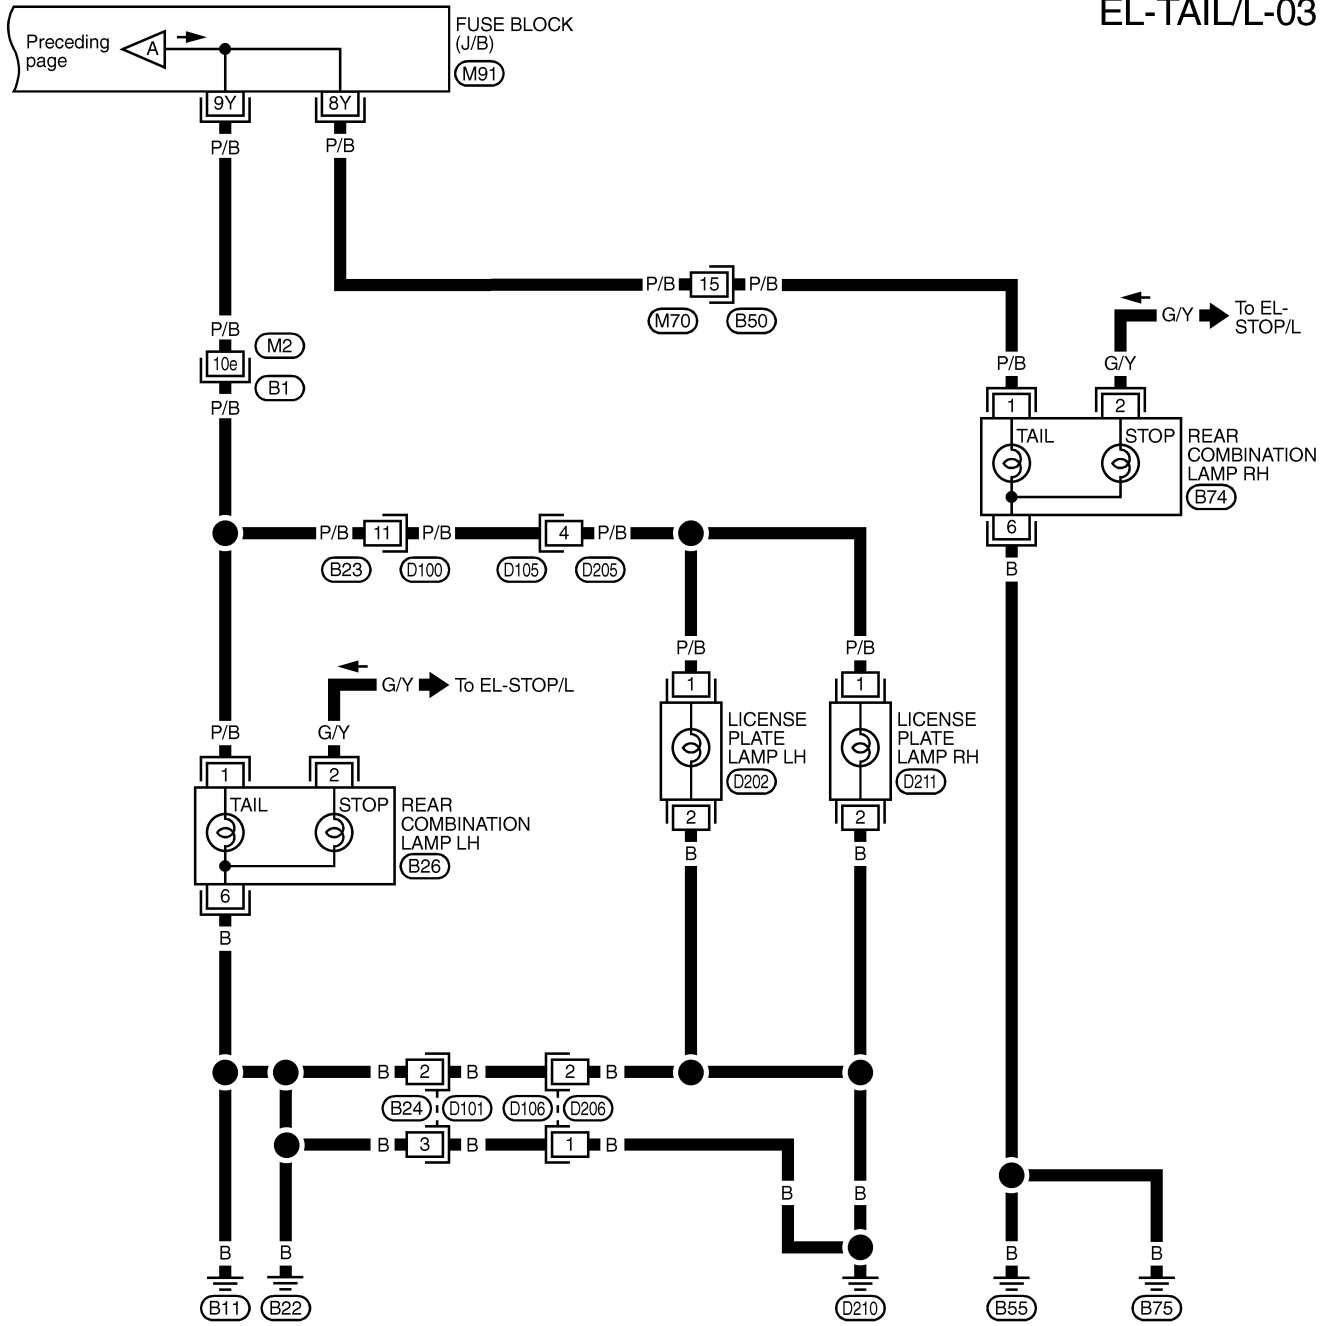 EL-TAIL/L-03
Preceding
page
A
FUSE BLOCK
(J/B)
M91
9Y
8Y
P/B
P/B
P/B
15
P/B
M70
B50
G/Y
To EL-
STOP/L
P/B
M2
10e
B1
P/B
P/B
G/Y
1
2
TAIL
STOP
REAR
COMBINATION
LAMP RH
B74
6
B
P/B
11
P/B
4
P/B
B23
D100
D105
D205
P/B
P/B
G/Y
To EL-STOP/L
P/B
G/Y
1
1
LICENSE
PLATE
LAMP LH
D202
LICENSE
PLATE
LAMP RH
D211
1
2
TAIL
STOP
REAR
COMBINATION
LAMP LH
B26
2
2
B
B
6
B
B
2
B
2
B
B24
D101
D106
D206
B
3
B
1
B
B
B
B
B
B
B
B11
B22
D210
B55
B75